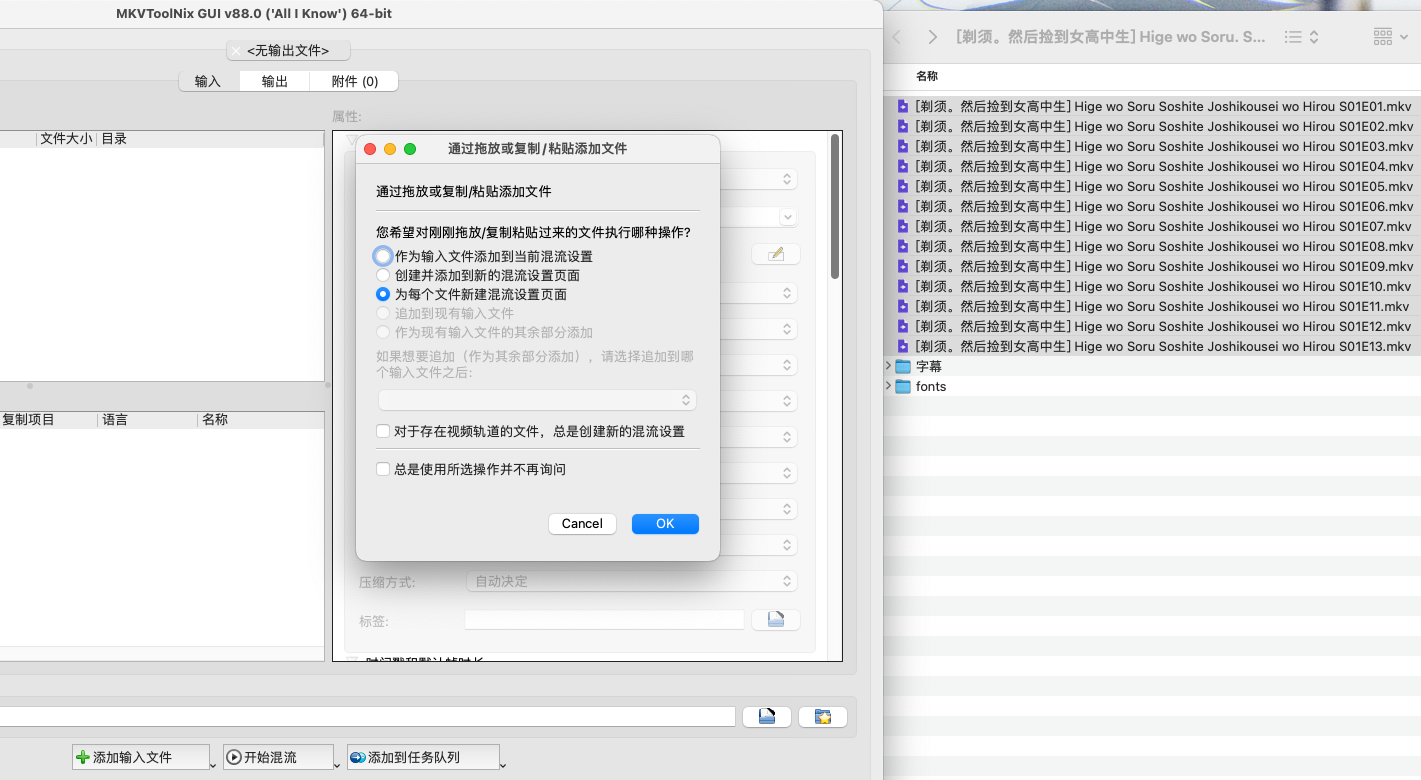 MKVToolNix GUI v88.0 ('All I Know') 64-bit
<无输出文件>
输入
输出
附件 (0)
文件大小
目录
属性:
复制项目
语言
名称
通过拖放或复制/粘贴添加文件
通过拖放或复制/粘贴添加文件
您希望对刚刚拖放/复制粘贴过来的文件执行哪种操作?
作为输入文件添加到当前混流设置
创建并添加到新的混流设置页面
为每个文件新建混流设置页面
追加到现有输入文件
作为现有输入文件的其余部分添加
如果想要追加（作为其余部分添加），请选择追加到哪
个输入文件之后:
对于存在视频轨道的文件，总是创建新的混流设置
总是使用所选操作并不再询问
Cancel
OK
压缩方式:
自动决定
标签:
时间戳和默认帧时长
添加输入文件
开始混流
添加到任务队列
[剃须。然后捡到女高中生] Hige wo Soru. S...
名称
[剃须。然后捡到女高中生] Hige wo Soru Soshite Joshikousei wo Hirou S01E01.mkv
[剃须。然后捡到女高中生] Hige wo Soru Soshite Joshikousei wo Hirou S01E02.mkv
[剃须。然后捡到女高中生] Hige wo Soru Soshite Joshikousei wo Hirou S01E03.mkv
[剃须。然后捡到女高中生] Hige wo Soru Soshite Joshikousei wo Hirou S01E04.mkv
[剃须。然后捡到女高中生] Hige wo Soru Soshite Joshikousei wo Hirou S01E05.mkv
[剃须。然后捡到女高中生] Hige wo Soru Soshite Joshikousei wo Hirou S01E06.mkv
[剃须。然后捡到女高中生] Hige wo Soru Soshite Joshikousei wo Hirou S01E07.mkv
[剃须。然后捡到女高中生] Hige wo Soru Soshite Joshikousei wo Hirou S01E08.mkv
[剃须。然后捡到女高中生] Hige wo Soru Soshite Joshikousei wo Hirou S01E09.mkv
[剃须。然后捡到女高中生] Hige wo Soru Soshite Joshikousei wo Hirou S01E10.mkv
[剃须。然后捡到女高中生] Hige wo Soru Soshite Joshikousei wo Hirou S01E11.mkv
[剃须。然后捡到女高中生] Hige wo Soru Soshite Joshikousei wo Hirou S01E12.mkv
[剃须。然后捡到女高中生] Hige wo Soru Soshite Joshikousei wo Hirou S01E13.mkv
字幕
fonts